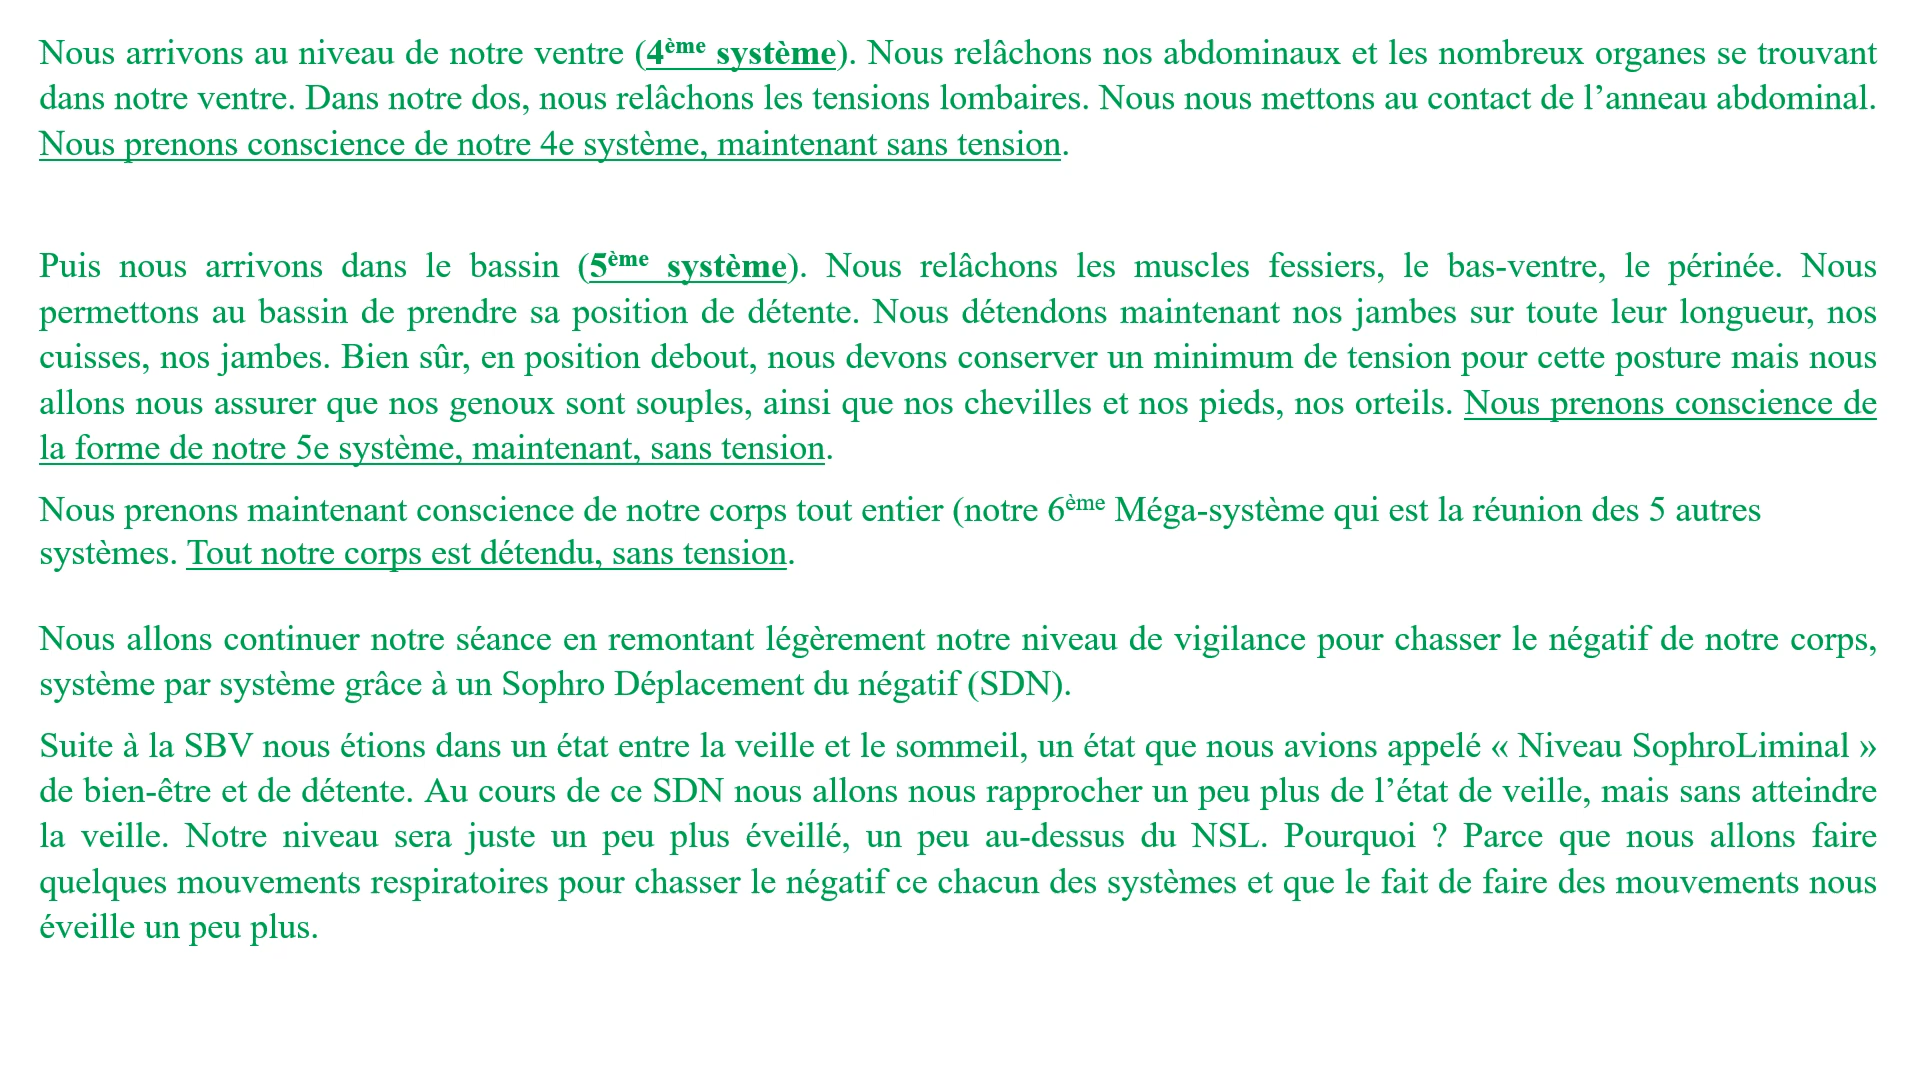 Nous arrivons au niveau de notre ventre (4ème système). Nous relâchons nos abdominaux et les nombreux organes se trouvant
dans notre ventre. Dans notre dos, nous relâchons les tensions lombaires. Nous nous mettons au contact de l’anneau abdominal.
Nous prenons conscience de notre 4e système, maintenant sans tension.
Puis nous arrivons dans le bassin (5ème système). Nous relâchons les muscles fessiers, le bas-ventre, le périnée. Nous
permettons au bassin de prendre sa position de détente. Nous détendons maintenant nos jambes sur toute leur longueur, nos
cuisses, nos jambes. Bien sûr, en position debout, nous devons conserver un minimum de tension pour cette posture mais nous
allons nous assurer que nos genoux sont souples, ainsi que nos chevilles et nos pieds, nos orteils. Nous prenons conscience de
la forme de notre 5e système, maintenant, sans tension.
Nous prenons maintenant conscience de notre corps tout entier (notre 6ème Méga-système qui est la réunion des 5 autres
systèmes. Tout notre corps est détendu, sans tension.
Nous allons continuer notre séance en remontant légèrement notre niveau de vigilance pour chasser le négatif de notre corps,
système par système grâce à un Sophro Déplacement du négatif (SDN).
Suite à la SBV nous étions dans un état entre la veille et le sommeil, un état que nous avions appelé « Niveau SophroLiminal »
de bien-être et de détente. Au cours de ce SDN nous allons nous rapprocher un peu plus de l’état de veille, mais sans atteindre
la veille. Notre niveau sera juste un peu plus éveillé, un peu au-dessus du NSL. Pourquoi ? Parce que nous allons faire
quelques mouvements respiratoires pour chasser le négatif ce chacun des systèmes et que le fait de faire des mouvements nous
éveille un peu plus.